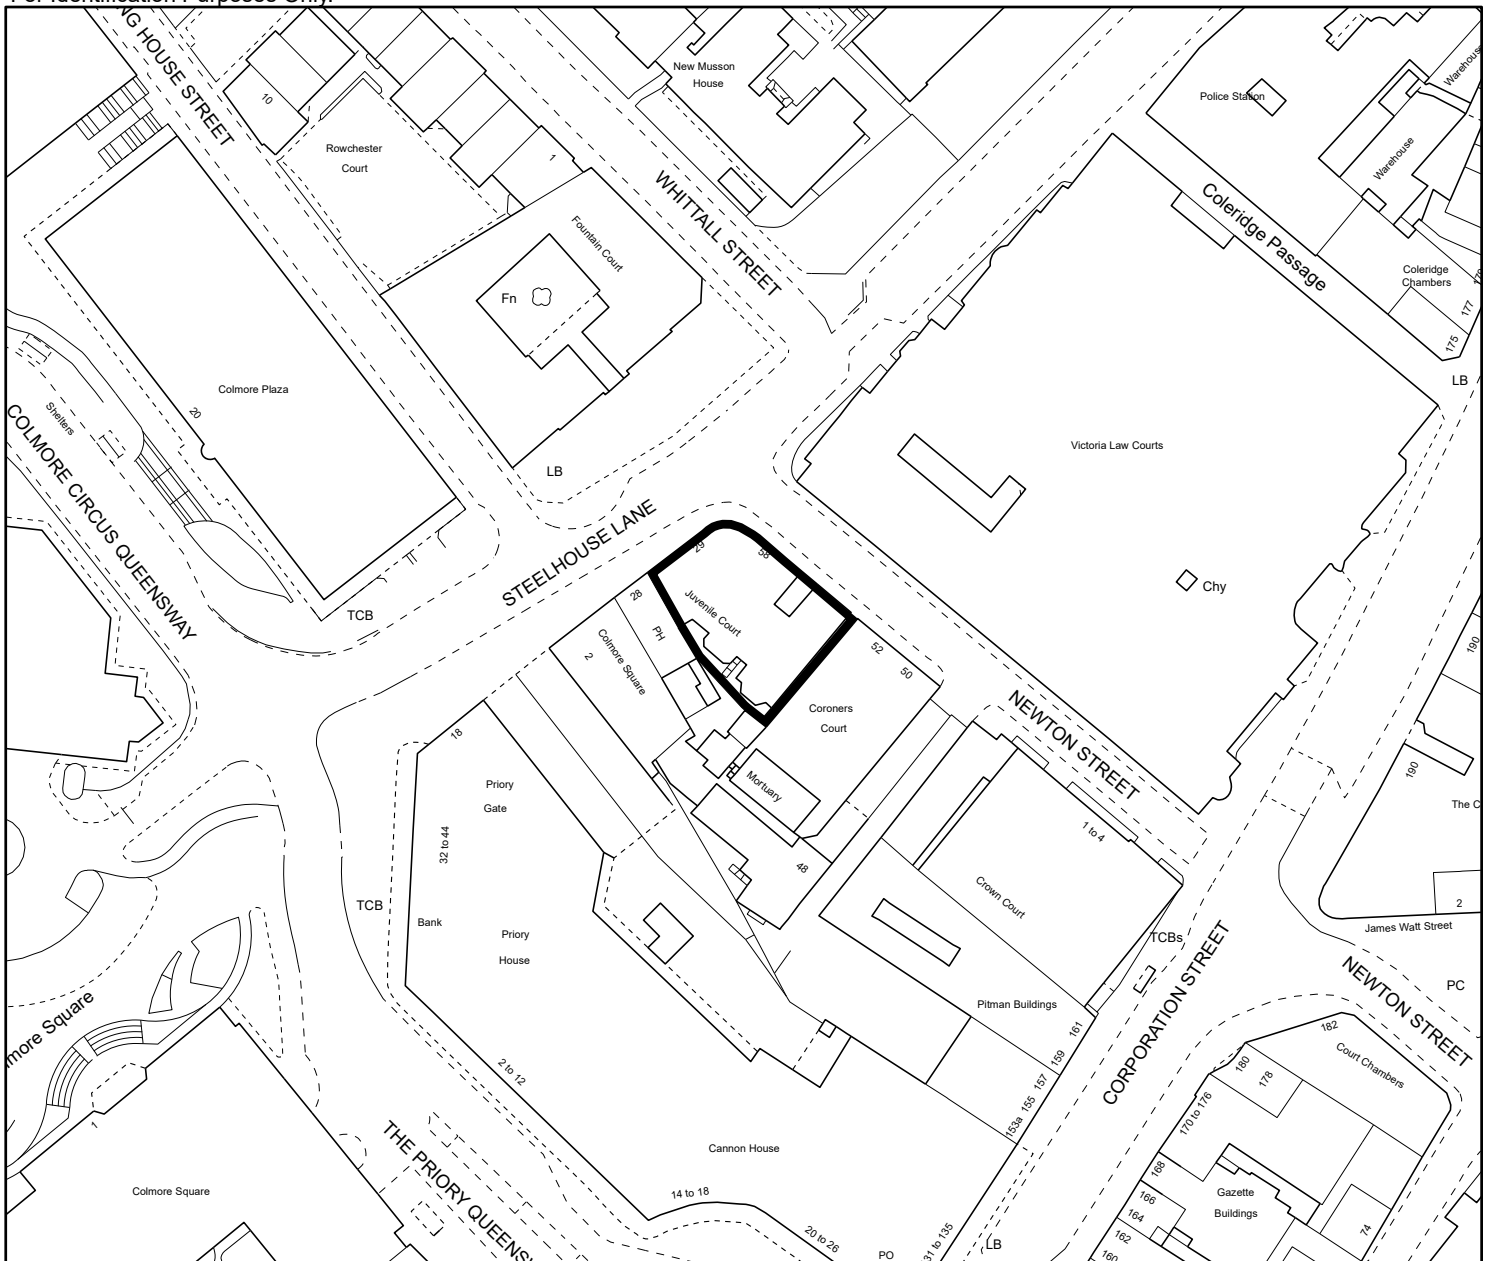 For Identification Purposes Only.
NG HOUSE STREET
10
Rowchester
Court
1
New Musson
House
Police Station
Warehouse
Warehouse
WHITTALL STREET
Fountain Court
Fn
Coleridge Passage
Coleridge
Chambers
177
175
LB
Colmore Plaza
20
Shelters
COLMORE CIRCUS QUEENSWAY
Victoria Law Courts
LB
STEELHOUSE LANE
29
58
Juvenile Court
Chy
TCB
28
PH
Colmore Square
2
52
50
Coroners
Court
190
NEWTON STREET
18
Priory
Gate
Mortuary
190
The C
32 to 44
1 to 4
48
Crown Court
2
TCB
Bank
James Watt Street
Priory
House
TCBs
NEWTON STREET
PC
more Square
Pitman Buildings
161
159
157
155
153a
CORPORATION STREET
182
Court Chambers
180
178
170 to 176
2 to 12
1
THE PRIORY QUEENSW
Cannon House
168
Colmore Square
14 to 18
166
164
162
160
Gazette
Buildings
74
20 to 26
PO
31 to 135
LB